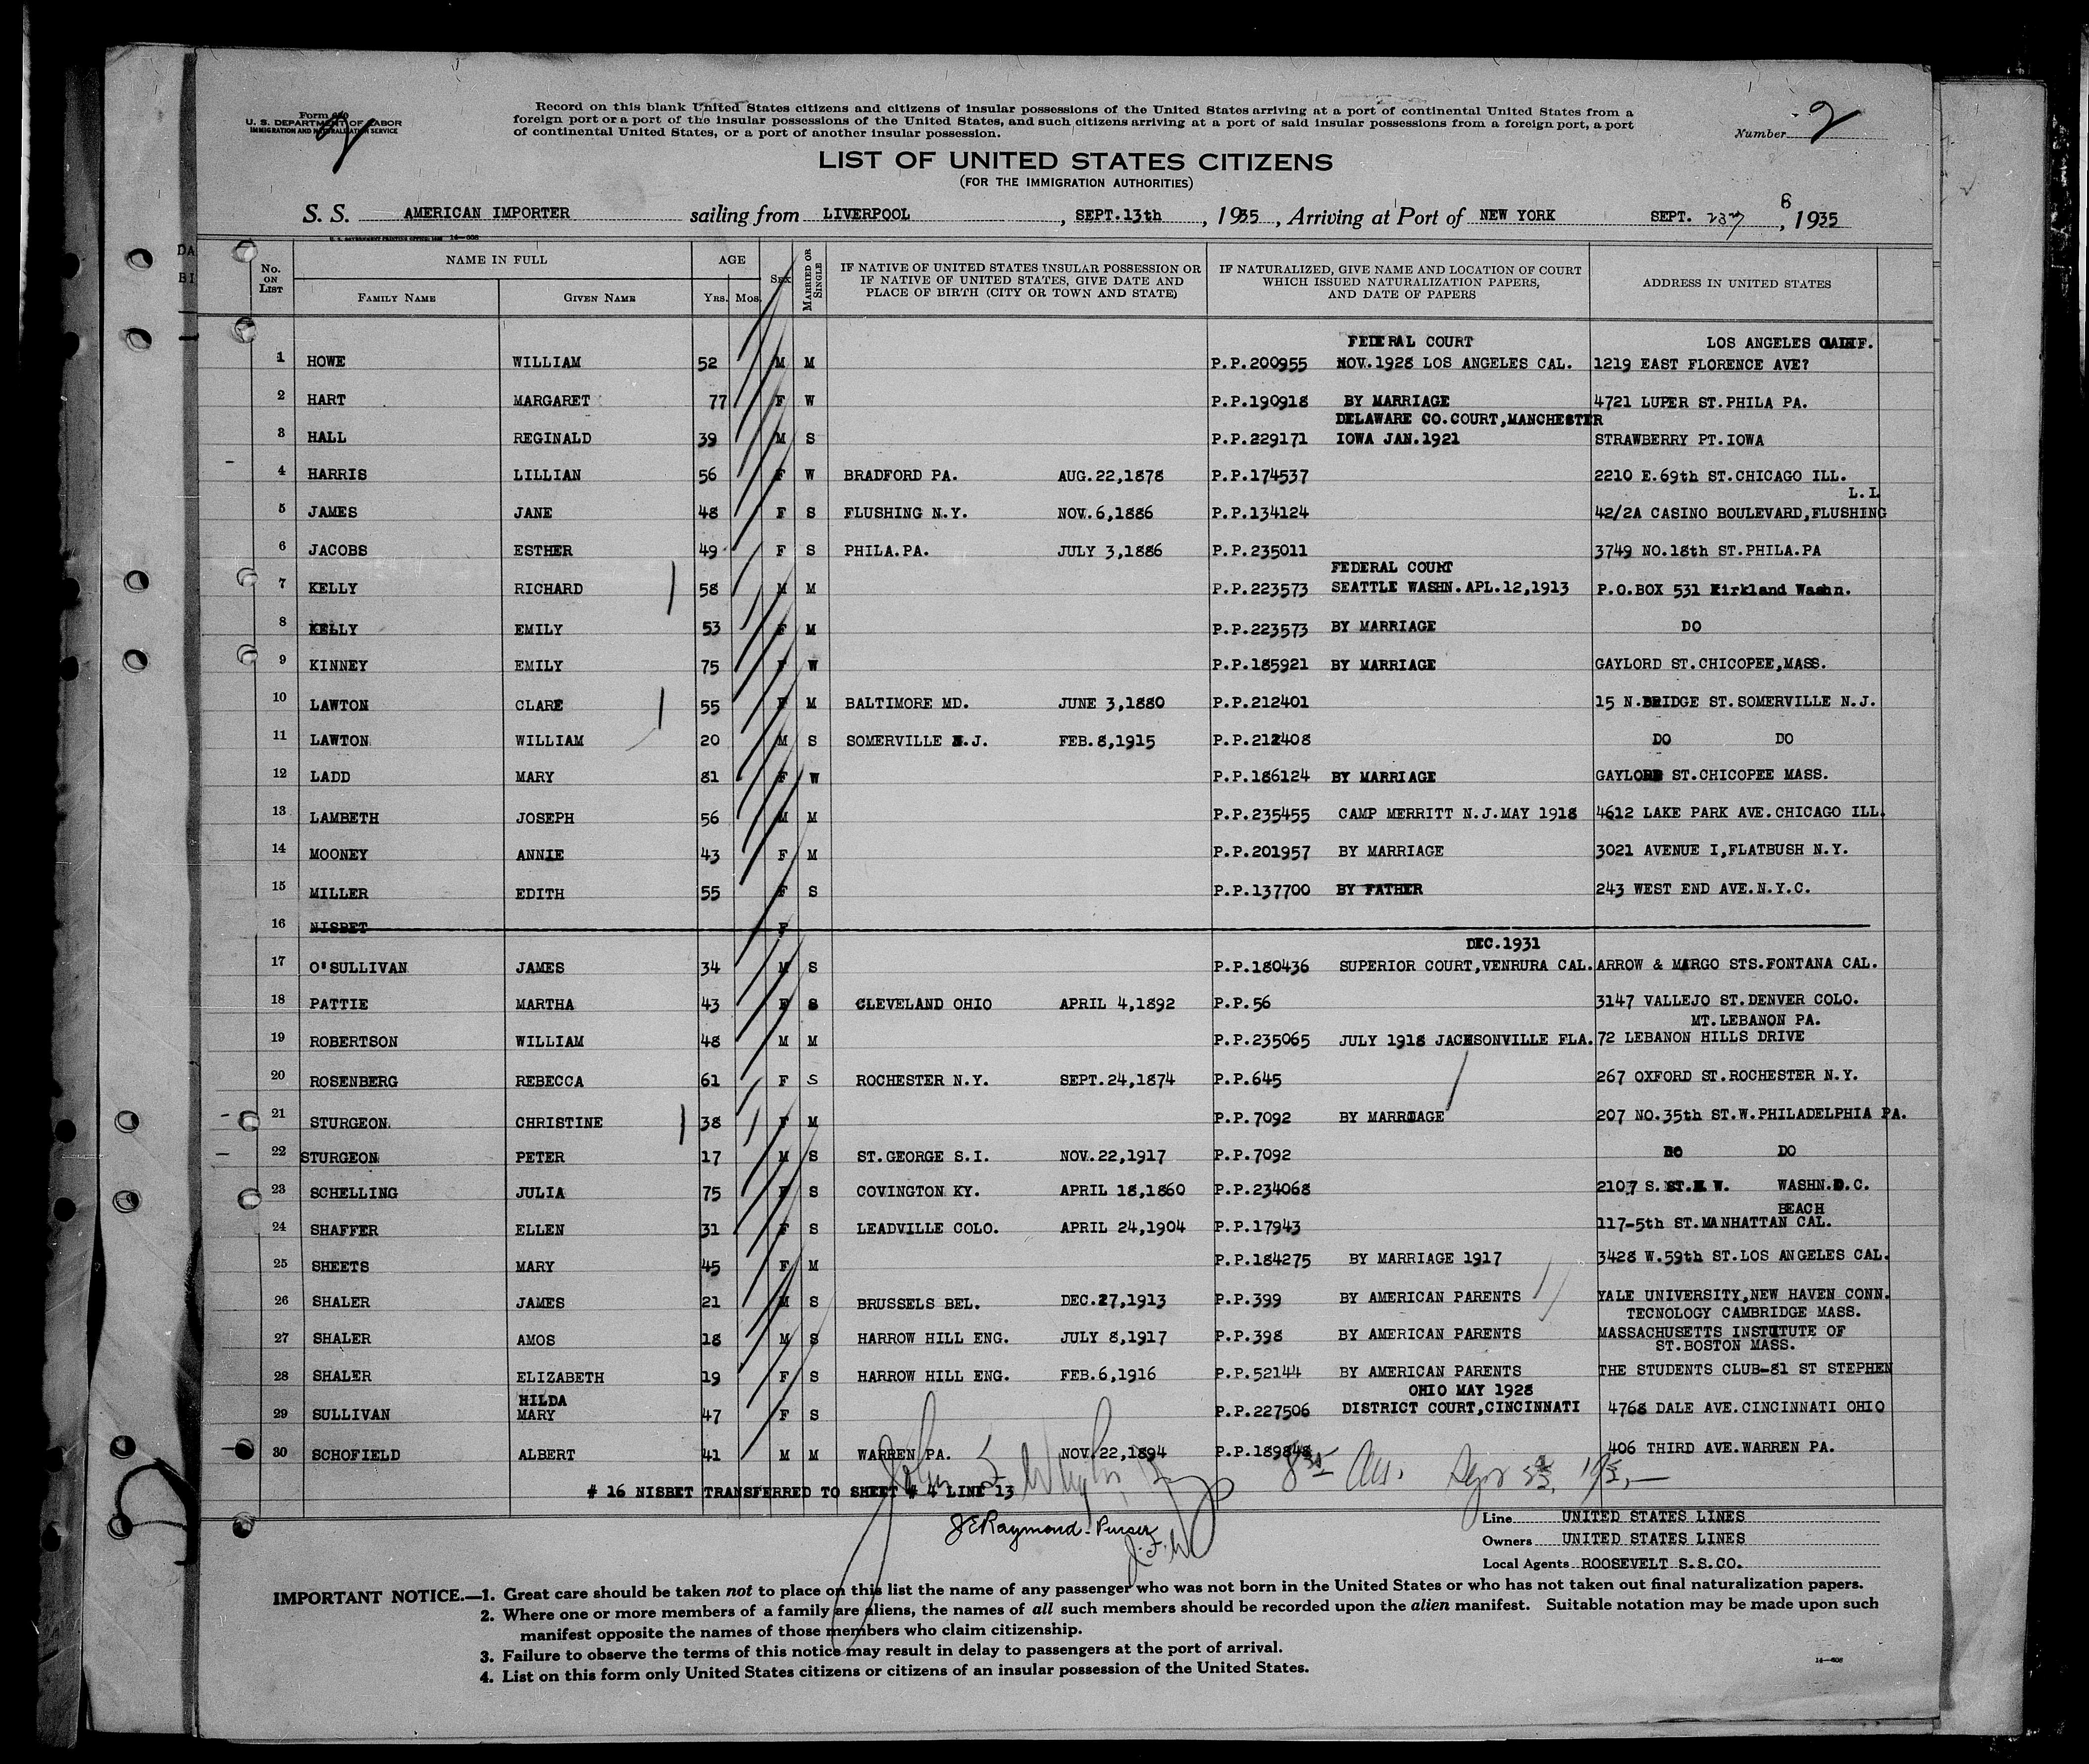 Form 630
U. S. DEPARTMENT OF LABOR
IMMIGRATION AND NATURALIZATION SERVICE
Record on this blank United States citizens and citizens of insular possessions of the United States arriving at a port of continental United States from a
foreign port or a port of the insular possessions of the United States, and such citizens arriving at a port of said insular possessions from a foreign port, a port
of continental United States, or a port of another insular possession.
Number 2
LIST OF UNITED STATES CITIZENS
(FOR THE IMMIGRATION AUTHORITIES)
S. S. AMERICAN IMPORTER sailing from LIVERPOOL, SEPT.13th, 1935, Arriving at Port of NEW YORK SEPT. 23, 1935
No. ON LIST NAME IN FULL AGE SEX MARRIED OR SINGLE IF NATIVE OF UNITED STATES INSULAR POSSESSION OR IF NATIVE OF UNITED STATES, GIVE DATE AND PLACE OF BIRTH (CITY OR TOWN AND STATE) IF NATURALIZED, GIVE NAME AND LOCATION OF COURT WHICH ISSUED NATURALIZATION PAPERS, AND DATE OF PAPERS ADDRESS IN UNITED STATES
FAMILY NAME GIVEN NAME YRS. MOS.
FEDERAL COURT LOS ANGELES CALIF.
1 HOWE WILLIAM 52 M M P.P.200955 NOV.1928 LOS ANGELES CAL. 1219 EAST FLORENCE AVE?
2 HART MARGARET 77 F W P.P.190918 BY MARRIAGE 4721 LUPER ST.PHILA PA.
DELAWARE CO.COURT,MANCHESTER
3 HALL REGINALD 39 M S P.P.229171 IOWA JAN.1921 STRAWBERRY PT.IOWA
4 HARRIS LILLIAN 56 F W BRADFORD PA. AUG.22,1878 P.P.174537 2210 E.69th ST.CHICAGO ILL.
L.I
5 JAMES JANE 48 F S FLUSHING N.Y. NOV.6,1886 P.P.134124 42/2A CASINO BOULEVARD,FLUSHING
6 JACOBS ESTHER 49 F S PHILA.PA. JULY 3,1886 P.P.235011 3749 NO.18th ST.PHILA.PA
FEDERAL COURT
7 KELLY RICHARD 58 M M P.P.223573 SEATTLE WASHN.APL.12,1913 P.O.BOX 531 Kirkland Washn.
8 KELLY EMILY 53 F M P.P.223573 BY MARRIAGE DO
9 KINNEY EMILY 75 F W P.P.185921 BY MARRIAGE GAYLORD ST.CHICOPEE,MASS.
10 LAWTON CLARE 55 F M BALTIMORE MD. JUNE 3,1880 P.P.212401 15 N.BRIDGE ST.SOMERVILLE N.J.
11 LAWTON WILLIAM 20 M S SOMERVILLE N.J. FEB.8,1915 P.P.212408 DO DO
12 LADD MARY 81 F W P.P.186124 BY MARRIAGE GAYLORD ST.CHICOPEE MASS.
13 LAMBETH JOSEPH 56 M M P.P.235455 CAMP MERRITT N.J.MAY 1918 4612 LAKE PARK AVE.CHICAGO ILL.
14 MOONEY ANNIE 43 F M P.P.201957 BY MARRIAGE 3021 AVENUE I,FLATBUSH N.Y.
15 MILLER EDITH 55 F S P.P.137700 BY FATHER 243 WEST END AVE.N.Y.C.
16 NISBET F
DEC.1931
17 O'SULLIVAN JAMES 34 M S P.P.180436 SUPERIOR COURT,VENRURA CAL. ARROW & MARGO STS.FONTANA CAL.
18 PATTIE MARTHA 43 F S CLEVELAND OHIO APRIL 4,1892 P.P.56 3147 VALLEJO ST.DENVER COLO.
MT.LEBANON PA.
19 ROBERTSON WILLIAM 48 M M P.P.235065 JULY 1918 JACKSONVILLE FLA. 72 LEBANON HILLS DRIVE
20 ROSENBERG REBECCA 61 F S ROCHESTER N.Y. SEPT.24,1874 P.P.645 267 OXFORD ST.ROCHESTER N.Y.
21 STURGEON CHRISTINE 38 F M P.P.7092 BY MARRIAGE 207 NO.35th ST.W.PHILADELPHIA PA.
22 STURGEON PETER 17 M S ST.GEORGE S.I. NOV.22,1917 P.P.7092 DO DO
23 SCHELLING JULIA 75 F S COVINGTON KY. APRIL 18,1860 P.P.234068 2107 S. ST.N W. WASHN.D.C.
BEACH
24 SHAFFER ELLEN 31 F S LEADVILLE COLO. APRIL 24,1904 P.P.17943 117-5th ST.MANHATTAN CAL.
25 SHEETS MARY 45 F M P.P.184275 BY MARRIAGE 1917 3428 W.59th ST.LOS ANGELES CAL.
26 SHALER JAMES 21 M S BRUSSELS BEL. DEC.27,1913 P.P.399 BY AMERICAN PARENTS YALE UNIVERSITY,NEW HAVEN CONN.
TECNOLOGY CAMBRIDGE MASS.
27 SHALER AMOS 18 M S HARROW HILL ENG. JULY 8,1917 P.P.398 BY AMERICAN PARENTS MASSACHUSETTS INSTITUTE OF
ST.BOSTON MASS.
28 SHALER ELIZABETH 19 F S HARROW HILL ENG. FEB.6,1916 P.P.52144 BY AMERICAN PARENTS THE STUDENTS CLUB-81 ST STEPHEN
HILDA OHIO MAY 1928
29 SULLIVAN MARY 47 F S P.P.227506 DISTRICT COURT,CINCINNATI 4768 DALE AVE.CINCINNATI OHIO
30 SCHOFIELD ALBERT 41 M M WARREN PA. NOV.22,1894 P.P.189848 406 THIRD AVE.WARREN PA.
# 16 NISBET TRANSFERRED TO SHEET # 4 LINE 13
J E Raymond - Purser
Line UNITED STATES LINES
Owners UNITED STATES LINES
Local Agents ROOSEVELT S.S.CO.
IMPORTANT NOTICE.—1. Great care should be taken not to place on this list the name of any passenger who was not born in the United States or who has not taken out final naturalization papers.
2. Where one or more members of a family are aliens, the names of all such members should be recorded upon the alien manifest. Suitable notation may be made upon such
manifest opposite the names of those members who claim citizenship.
3. Failure to observe the terms of this notice may result in delay to passengers at the port of arrival.
4. List on this form only United States citizens or citizens of an insular possession of the United States.